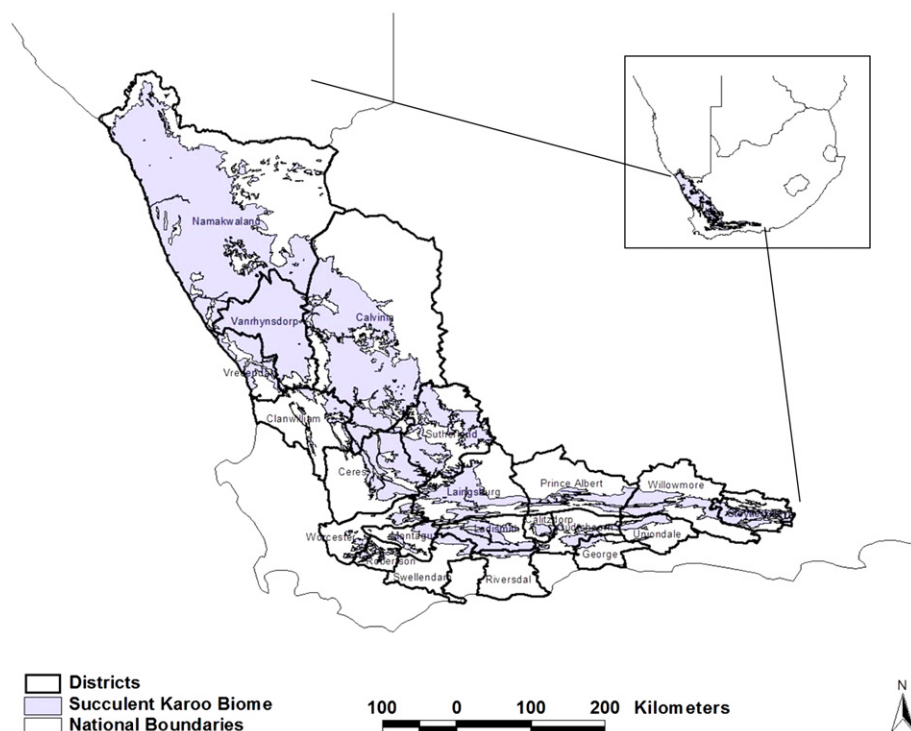 Namakwaland
Vanrhynsdorp
Calvinia
Clanwilliam
Sutherland
Ceres
Laingsburg
Prince Albert
Willowmore
Worcester
Montagu
Ladismith
Calitzdorp
Uniondale
Robertson
George
Swellendam
Riversdal
Districts
Succulent Karoo Biome
National Boundaries
100 0 100 200 Kilometers
N